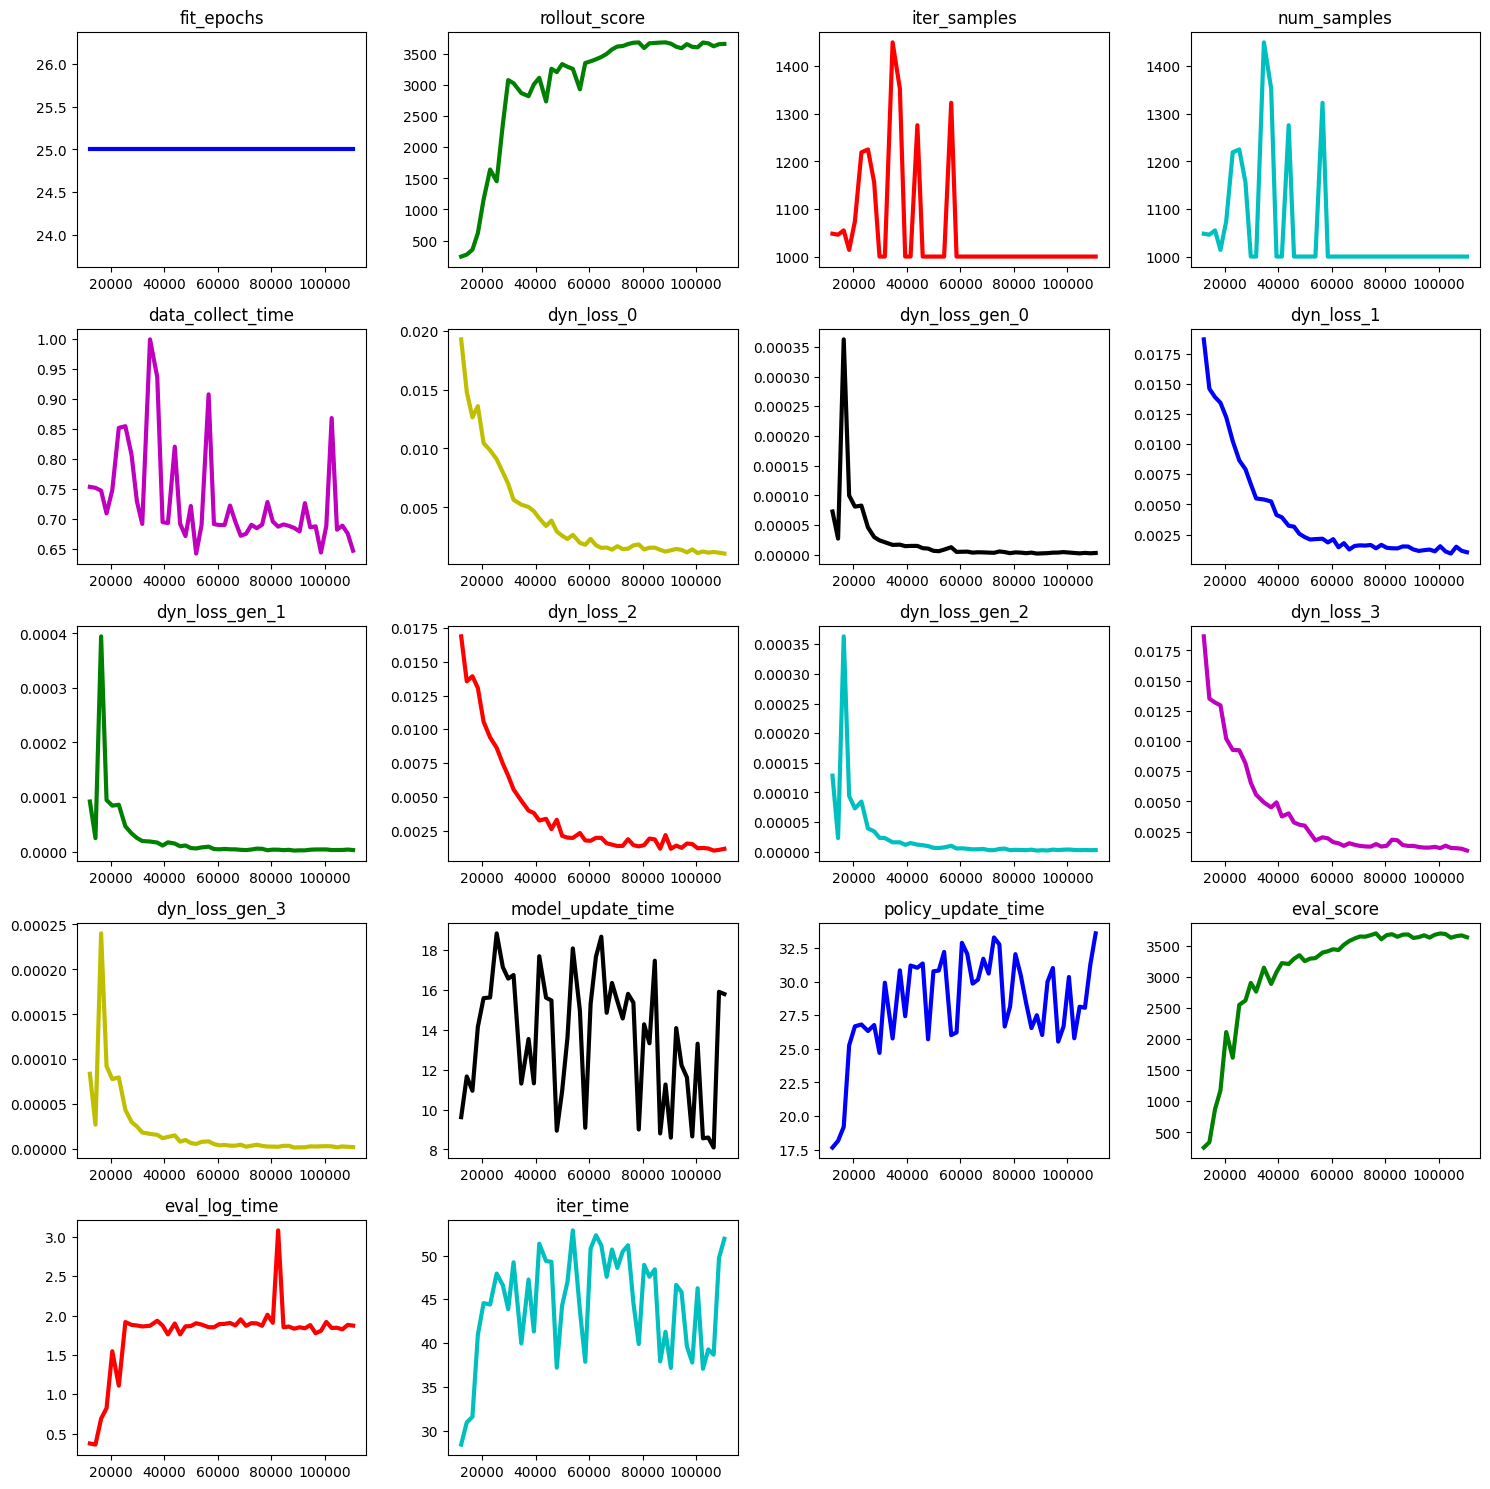 fit_epochs rollout_score iter_samples num_samples
26.0 3500 1400 1400
25.5 3000 1300 1300
25.0 2500 1200 1200
24.5 2000 1100 1100
24.0 1500 1000 1000
1000
500
20000 40000 60000 80000 100000 20000 40000 60000 80000 100000 20000 40000 60000 80000 100000 20000 40000 60000 80000 100000
data_collect_time dyn_loss_0 dyn_loss_gen_0 dyn_loss_1
1.00 0.020 0.00035 0.0175
0.95 0.015 0.00030 0.0150
0.90 0.010 0.00025 0.0125
0.85 0.005 0.00020 0.0100
0.80 0.00015 0.0075
0.75 0.00010 0.0050
0.70 0.00005 0.0025
0.65 0.00000
20000 40000 60000 80000 100000 20000 40000 60000 80000 100000 20000 40000 60000 80000 100000 20000 40000 60000 80000 100000
dyn_loss_gen_1 dyn_loss_2 dyn_loss_gen_2 dyn_loss_3
0.0004 0.0175 0.00035 0.0175
0.0003 0.0150 0.00030 0.0150
0.0002 0.0125 0.00025 0.0125
0.0001 0.0100 0.00020 0.0100
0.0000 0.0075 0.00015 0.0075
0.0050 0.00010 0.0050
0.0025 0.00005 0.0025
0.00000
20000 40000 60000 80000 100000 20000 40000 60000 80000 100000 20000 40000 60000 80000 100000 20000 40000 60000 80000 100000
dyn_loss_gen_3 model_update_time policy_update_time eval_score
0.00025 18 32.5 3500
0.00020 16 30.0 3000
0.00015 14 27.5 2500
0.00010 12 25.0 2000
0.00005 10 22.5 1500
0.00000 8 20.0 1000
17.5 500
20000 40000 60000 80000 100000 20000 40000 60000 80000 100000 20000 40000 60000 80000 100000 20000 40000 60000 80000 100000
eval_log_time iter_time
3.0 50
2.5 45
2.0 40
1.5 35
1.0 30
0.5
20000 40000 60000 80000 100000 20000 40000 60000 80000 100000